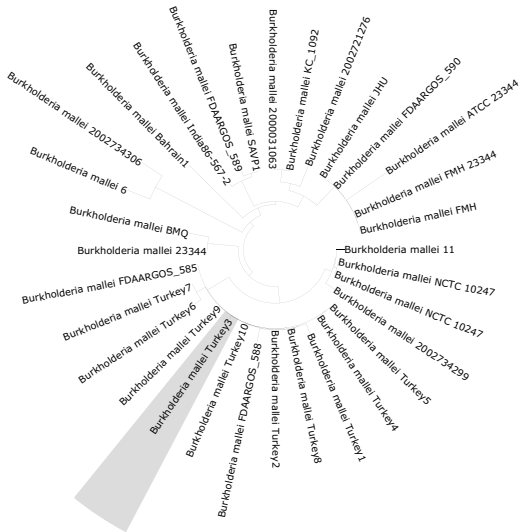 Burkholderia mallei 11
Burkholderia mallei NCTC 10247
Burkholderia mallei NCTC 10247
Burkholderia mallei 2002734299
Burkholderia mallei Turkey5
Burkholderia mallei Turkey4
Burkholderia mallei Turkey1
Burkholderia mallei Turkey8
Burkholderia mallei Turkey2
Burkholderia mallei FDAARGOS_588
Burkholderia mallei Turkey10
Burkholderia mallei Turkey3
Burkholderia mallei Turkey9
Burkholderia mallei Turkey6
Burkholderia mallei Turkey7
Burkholderia mallei FDAARGOS_585
Burkholderia mallei 23344
Burkholderia mallei BMQ
Burkholderia mallei 6
Burkholderia mallei 2002734306
Burkholderia mallei Bahrain1
Burkholderia mallei India86-567-2
Burkholderia mallei FDAARGOS_589
Burkholderia mallei SAVP1
Burkholderia mallei 2000031063
Burkholderia mallei KC_1092
Burkholderia mallei 2002721276
Burkholderia mallei JHU
Burkholderia mallei FDAARGOS_590
Burkholderia mallei ATCC 23344
Burkholderia mallei FMH 23344
Burkholderia mallei FMH